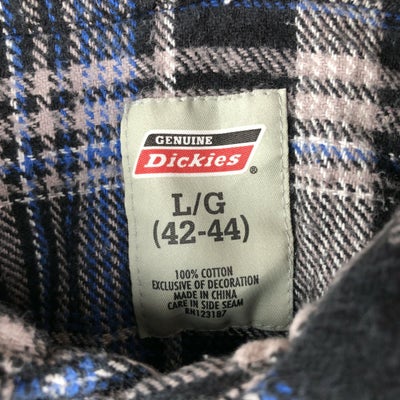 GENUINE
Dickies®
L/G
(42-44)
100% COTTON
EXCLUSIVE OF DECORATION
MADE IN CHINA
CARE IN SIDE SEAM
RN123187